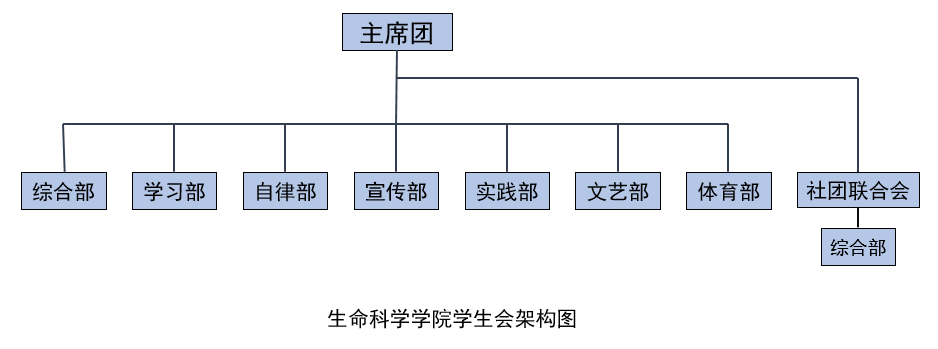 主席团
综合部
学习部
自律部
宣传部
实践部
文艺部
体育部
社团联合会
综合部
生命科学学院学生会架构图